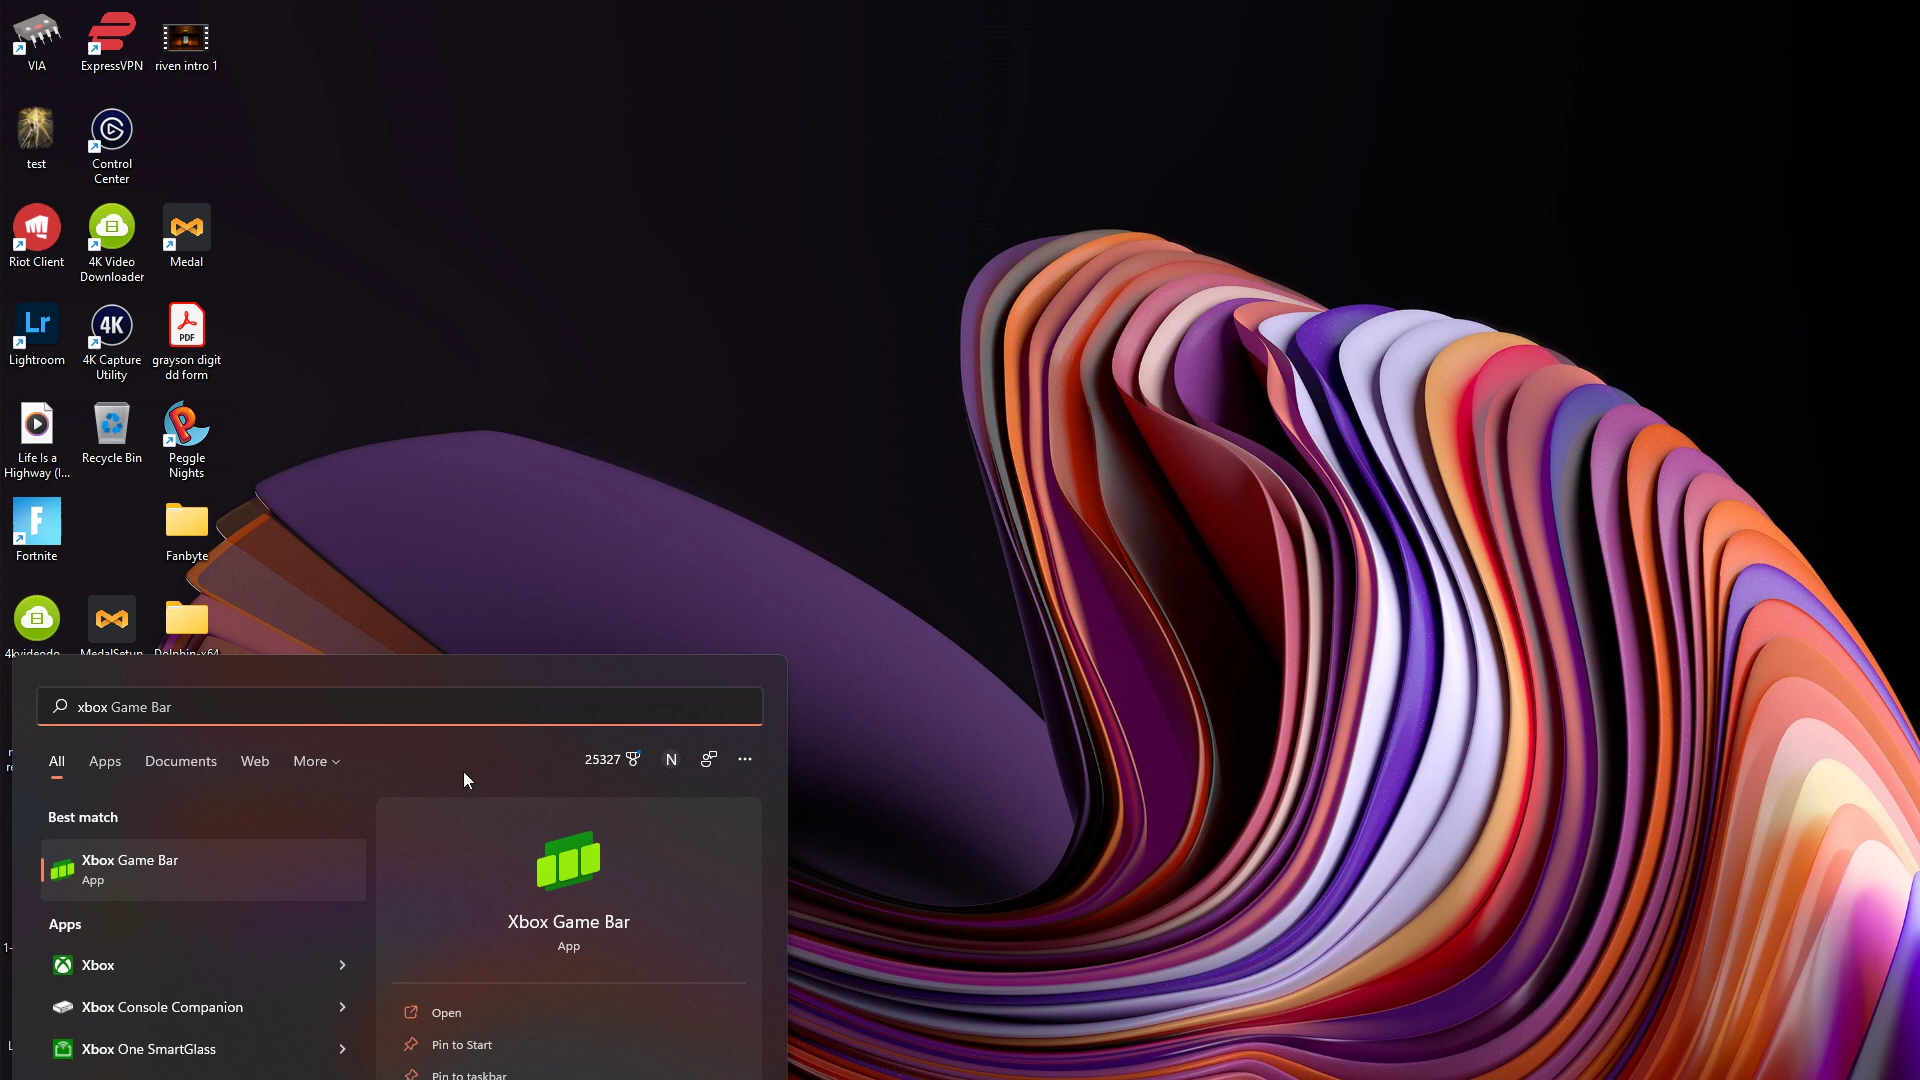 VIA
ExpressVPN
riven intro 1
test
Control
Center
Riot Client
4K Video
Downloader
Medal
Lr
Lightroom
4K
4K Capture
Utility
PDF
grayson digit
dd form
Life Is a
Highway (I...
Recycle Bin
Peggle
Nights
Fortnite
Fanbyte
4kvideodo
MedalSetup
Dolphin-x64
xbox Game Bar
All
Apps
Documents
Web
More
25327
N
Best match
Xbox Game Bar
App
Apps
Xbox
Xbox Console Companion
Xbox One SmartGlass
Xbox Game Bar
App
Open
Pin to Start
Pin to taskbar